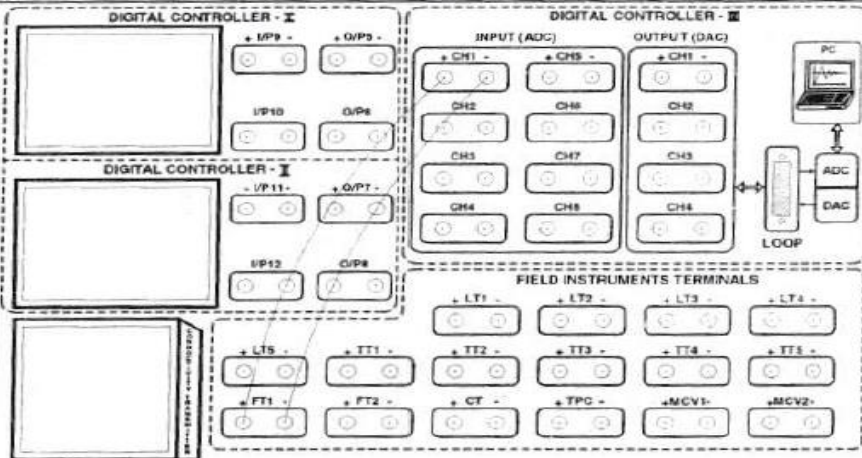 DIGITAL CONTROLLER - I
+ I/P9 -
+ O/P5 -
I/P10
O/P6
DIGITAL CONTROLLER - II
- I/P11 -
+ O/P7 -
I/P12
O/P8
DIGITAL CONTROLLER - III
INPUT (ADC)
OUTPUT (DAC)
+ CH1 -
+ CH5 -
+ CH1 -
CH2
CH6
CH2
CH3
CH7
CH3
CH4
CH8
CH4
PC
ADC
DAC
LOOP
FIELD INSTRUMENTS TERMINALS
+ LT1 -
+ LT2 -
+ LT3 -
+ LT4 -
+ LT5 -
+ TT1 -
+ TT2 -
+ TT3 -
+ TT4 -
+ TT5 -
+ FT1 -
+ FT2 -
+ CT -
+ TPC -
+MCV1-
+MCV2-
CONDUCTIVITY TRANSMITTER